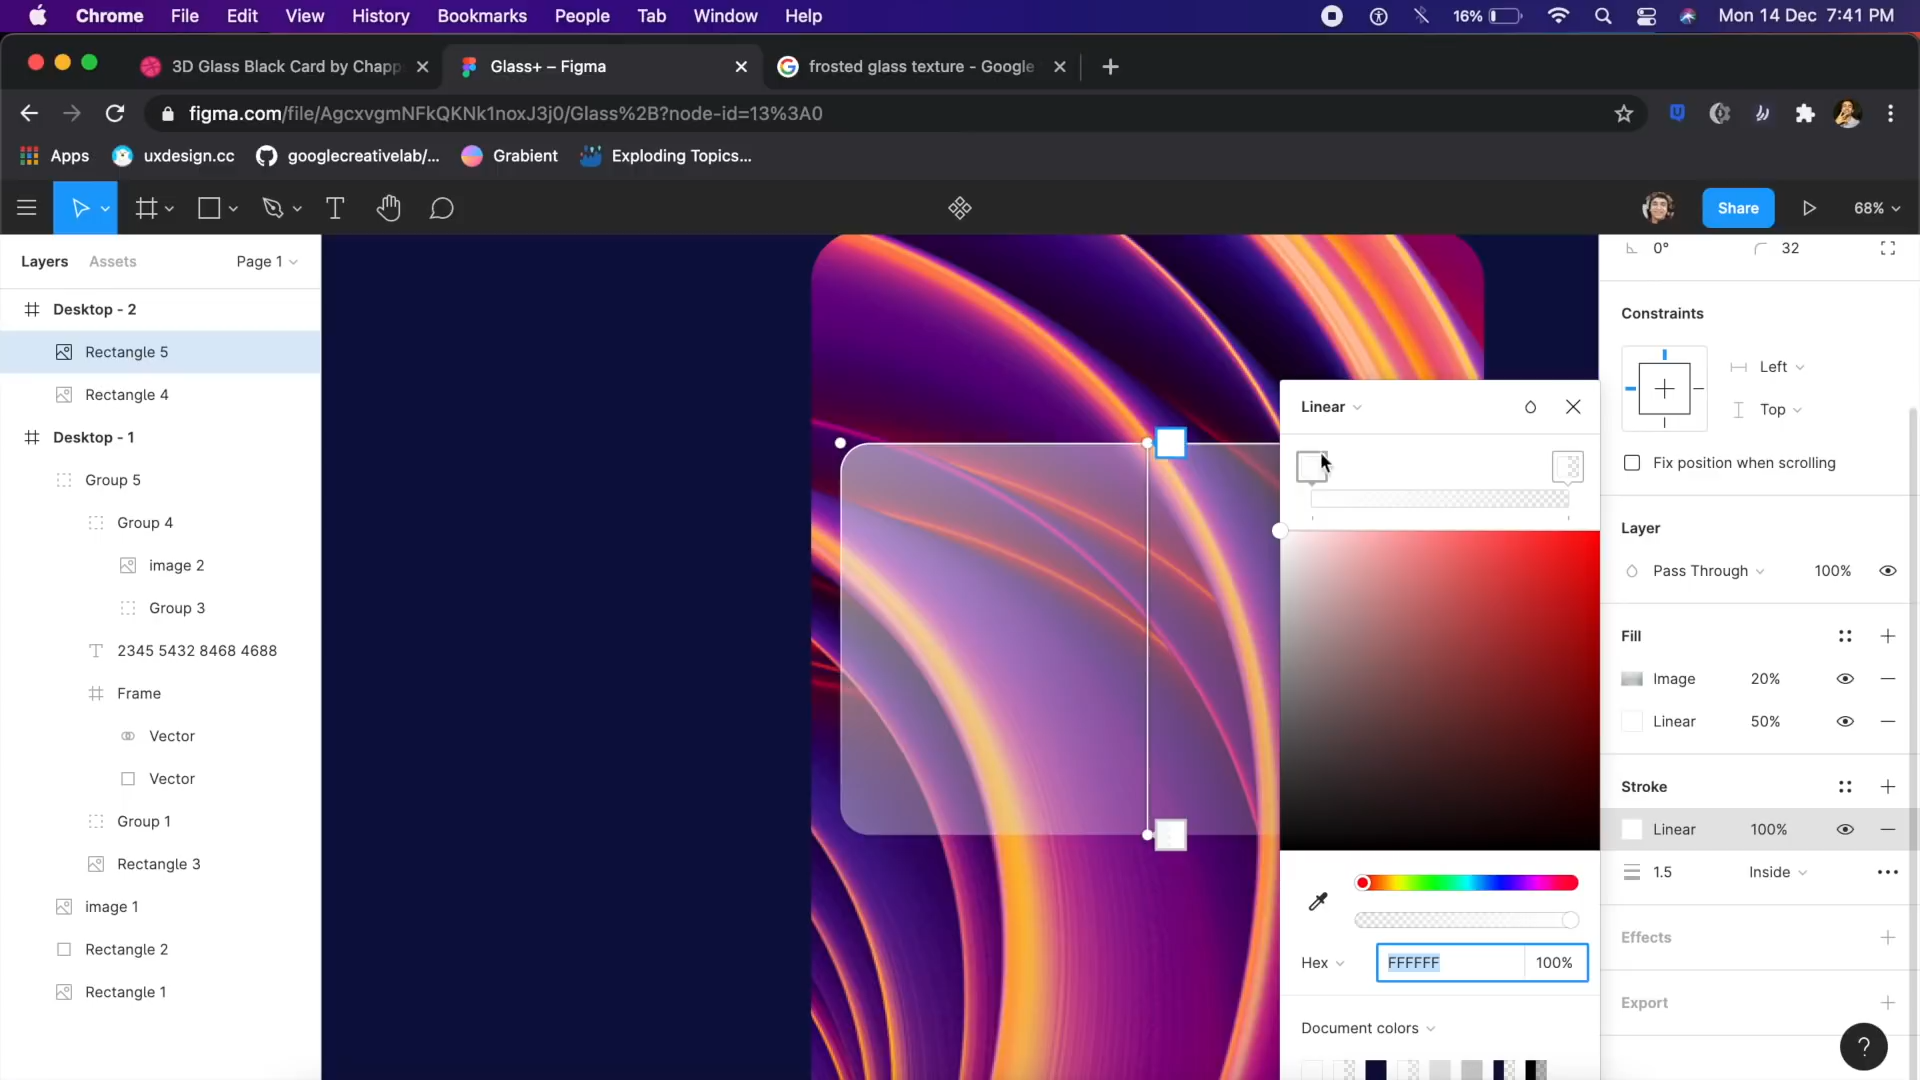 Chrome File Edit View History Bookmarks People Tab Window Help 16% Mon 14 Dec 7:41 PM
3D Glass Black Card by Chapp Glass+ – Figma frosted glass texture - Google
figma.com/file/AgcxvgmNFkQKNk1noxJ3j0/Glass%2B?node-id=13%3A0
Apps uxdesign.cc googlecreativelab/... Grabient Exploding Topics...
Share 68%
Layers Assets Page 1
Desktop - 2
Rectangle 5
Rectangle 4
Desktop - 1
Group 5
Group 4
image 2
Group 3
2345 5432 8468 4688
Frame
Vector
Vector
Group 1
Rectangle 3
image 1
Rectangle 2
Rectangle 1
Linear
Hex FFFFFF 100%
Document colors
0° 32
Constraints
Left
Top
Fix position when scrolling
Layer
Pass Through 100%
Fill
Image 20%
Linear 50%
Stroke
Linear 100%
1.5 Inside
Effects
Export
?